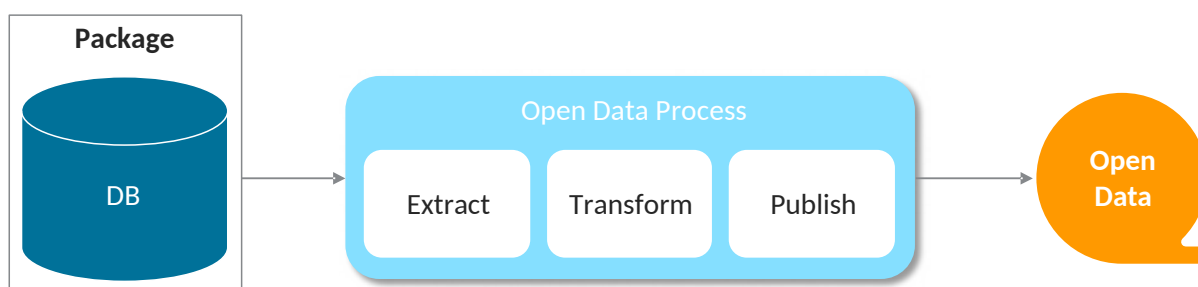 Package
DB
Open Data Process
Extract
Transform
Publish
Open
Data